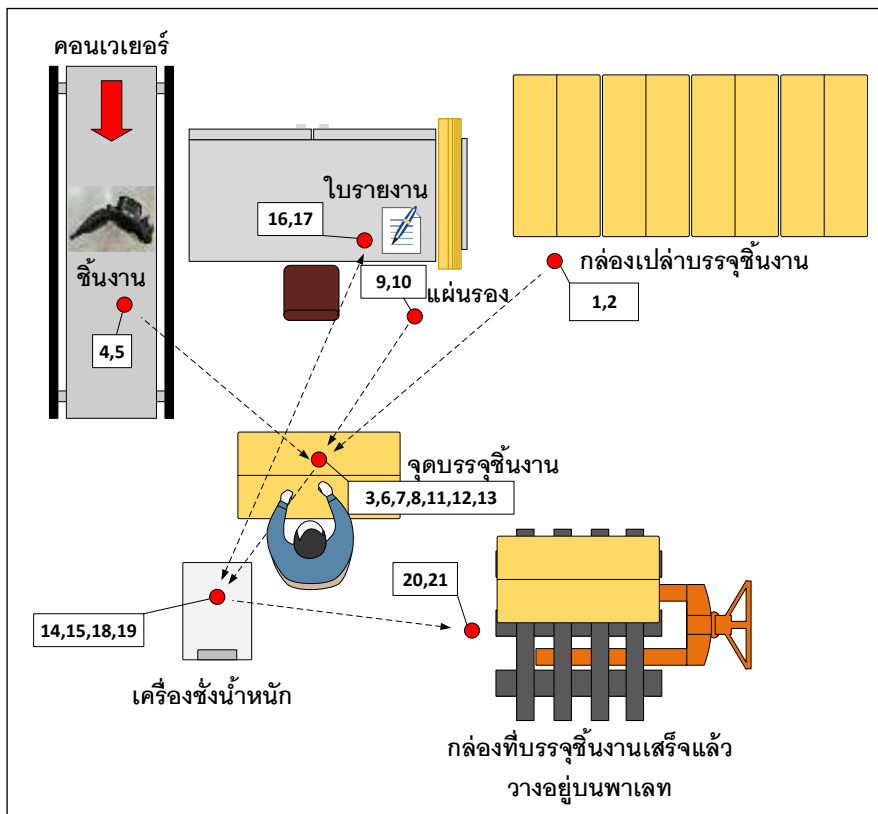 คอนเวเยอร์
ใบรายงาน
16,17
กล่องเปล่าบรรจุชิ้นงาน
ชิ้นงาน
9,10
แผ่นรอง
1,2
4,5
จุดบรรจุชิ้นงาน
3,6,7,8,11,12,13
20,21
14,15,18,19
เครื่องชั่งน้ำหนัก
กล่องที่บรรจุชิ้นงานเสร็จแล้ว
วางอยู่บนพาเลท